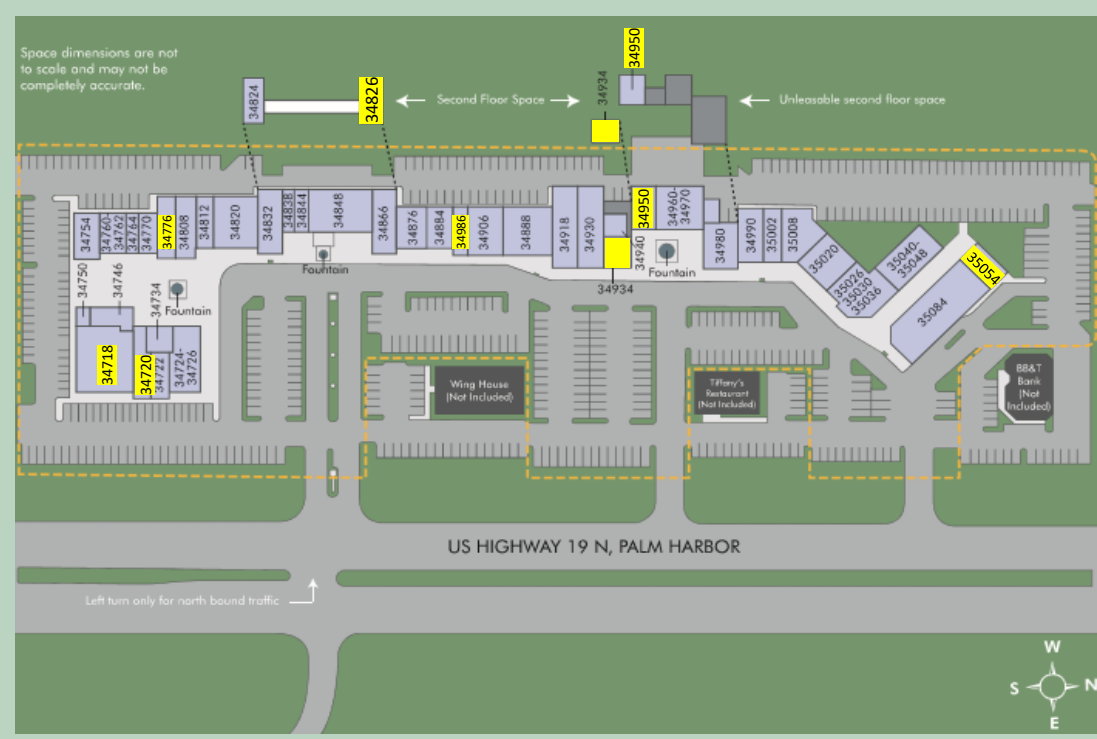 Space dimensions are not
to scale and may not be
completely accurate.
34824
34826
Second Floor Space
34934
34950
Unleasable second floor space
34754
34760-
34762
34764
34770
34776
34808
34812
34820
34832
34838
34844
34848
34866
34876
34884
34986
34906
34888
34918
34930
34934
34940
34950
34960-
34970
34980
34990
35002
35008
35020
35026
35030
35036
35040-
35048
35054
35084
Fountain
Fountain
Fountain
34750
34746
34734
34718
34720
34722
34724-
34726
Wing House
(Not Included)
Tiffany's
Restaurant
(Not Included)
BB&T
Bank
(Not
Included)
US HIGHWAY 19 N, PALM HARBOR
Left turn only for north bound traffic
W
S
N
E